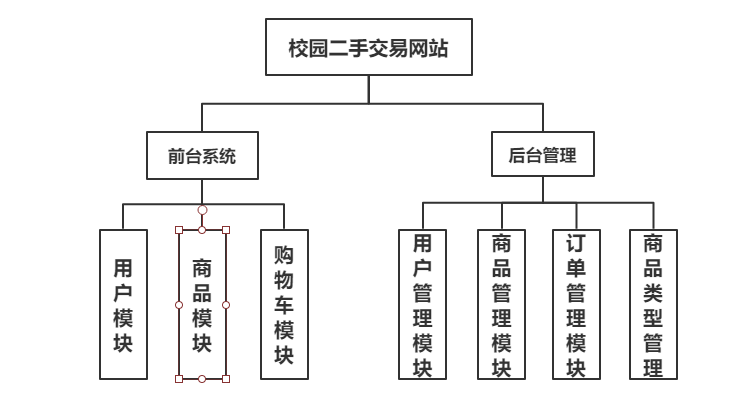 校园二手交易网站
前台系统
后台管理
用户模块
商品模块
购物车模块
用户管理模块
商品管理模块
订单管理模块
商品类型管理